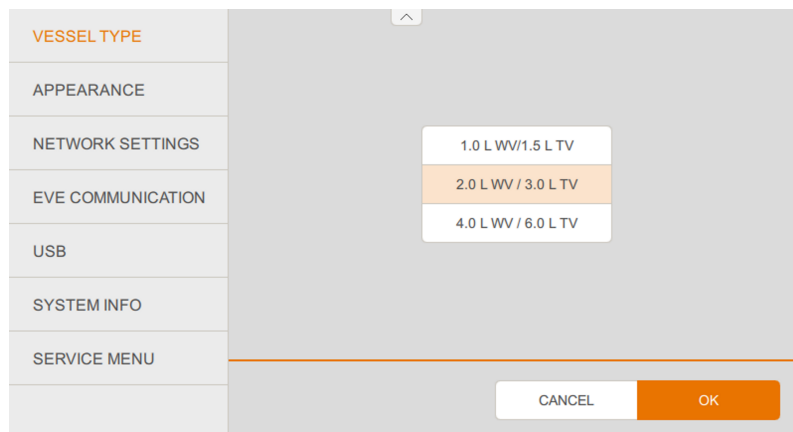 VESSEL TYPE
APPEARANCE
NETWORK SETTINGS
EVE COMMUNICATION
USB
SYSTEM INFO
SERVICE MENU
1.0 L WV/1.5 L TV
2.0 L WV / 3.0 L TV
4.0 L WV / 6.0 L TV
CANCEL
OK